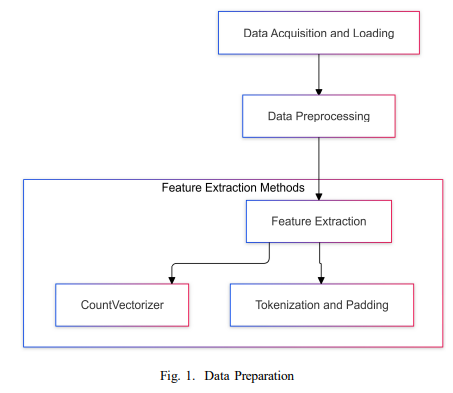 Data Acquisition and Loading
Data Preprocessing
Feature Extraction Methods
Feature Extraction
CountVectorizer
Tokenization and Padding
Fig. 1. Data Preparation